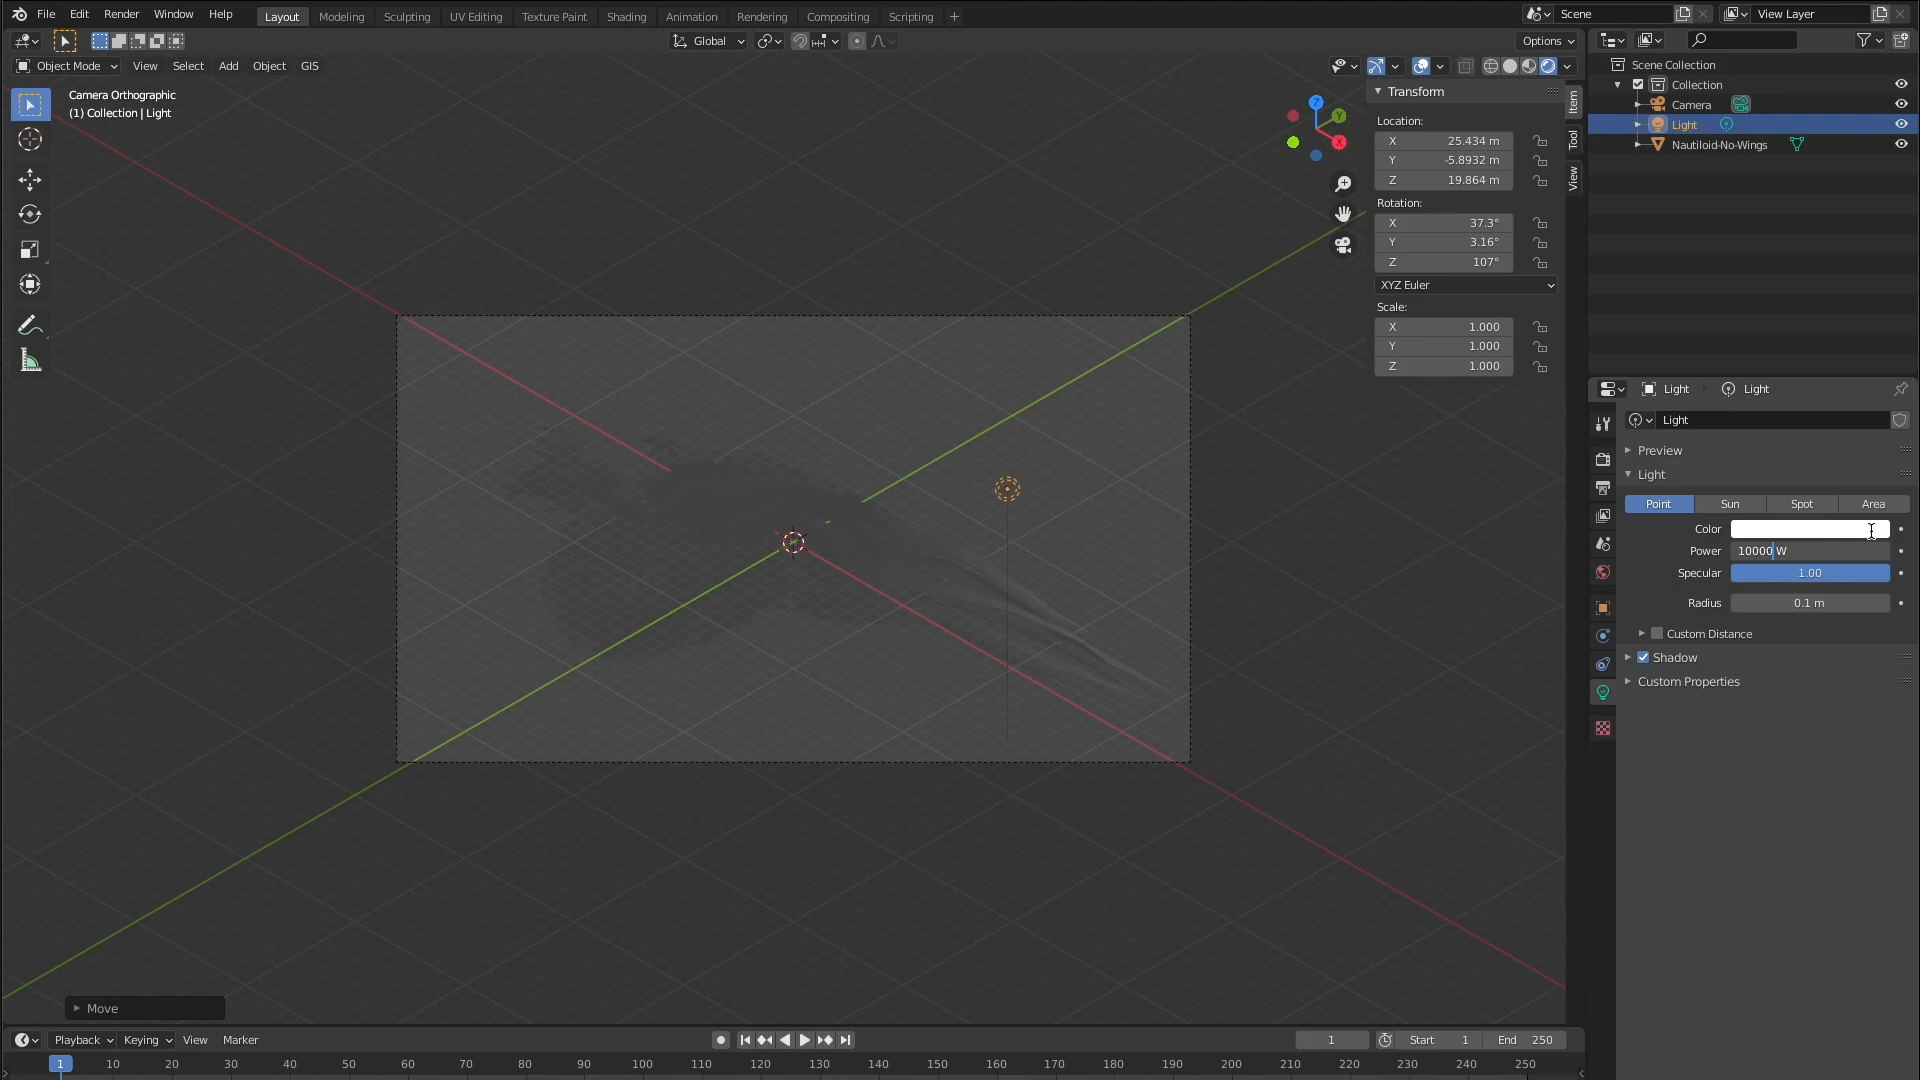 File Edit Render Window Help Layout Modeling Sculpting UV Editing Texture Paint Shading Animation Rendering Compositing Scripting + Scene View Layer
Global Options
Object Mode View Select Add Object GIS
Camera Orthographic
(1) Collection | Light
Z
Y
X
Transform
Location:
X 25.434 m
Y -5.8932 m
Z 19.864 m
Rotation:
X 37.3°
Y 3.16°
Z 107°
XYZ Euler
Scale:
X 1.000
Y 1.000
Z 1.000
Item
Tool
View
Scene Collection
Collection
Camera
Light
Nautiloid-No-Wings
Light Light
Light
Preview
Light
Point Sun Spot Area
Color
Power 10000 W
Specular 1.00
Radius 0.1 m
Custom Distance
Shadow
Custom Properties
Move
Playback Keying View Marker 1 Start 1 End 250
1 10 20 30 40 50 60 70 80 90 100 110 120 130 140 150 160 170 180 190 200 210 220 230 240 250